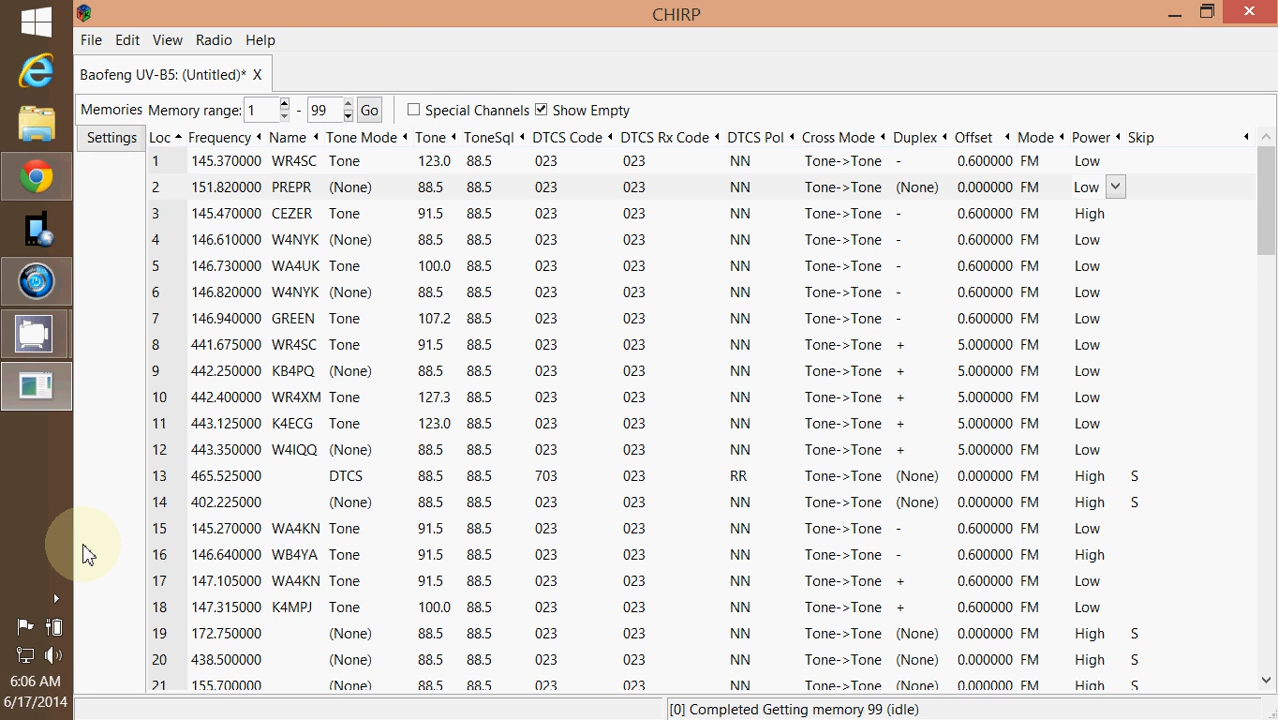 CHIRP
File Edit View Radio Help
Baofeng UV-B5: (Untitled)* X
Memories Memory range: 1 - 99 Go Special Channels Show Empty
Settings Loc Frequency Name Tone Mode Tone ToneSql DTCS Code DTCS Rx Code DTCS Pol Cross Mode Duplex Offset Mode Power Skip
1 145.370000 WR4SC Tone 123.0 88.5 023 023 NN Tone->Tone - 0.600000 FM Low
2 151.820000 PREPR (None) 88.5 88.5 023 023 NN Tone->Tone (None) 0.000000 FM Low
3 145.470000 CEZER Tone 91.5 88.5 023 023 NN Tone->Tone - 0.600000 FM High
4 146.610000 W4NYK (None) 88.5 88.5 023 023 NN Tone->Tone - 0.600000 FM Low
5 146.730000 WA4UK Tone 100.0 88.5 023 023 NN Tone->Tone - 0.600000 FM Low
6 146.820000 W4NYK (None) 88.5 88.5 023 023 NN Tone->Tone - 0.600000 FM Low
7 146.940000 GREEN Tone 107.2 88.5 023 023 NN Tone->Tone - 0.600000 FM Low
8 441.675000 WR4SC Tone 91.5 88.5 023 023 NN Tone->Tone + 5.000000 FM Low
9 442.250000 KB4PQ (None) 88.5 88.5 023 023 NN Tone->Tone + 5.000000 FM Low
10 442.400000 WR4XM Tone 127.3 88.5 023 023 NN Tone->Tone + 5.000000 FM Low
11 443.125000 K4ECG Tone 123.0 88.5 023 023 NN Tone->Tone + 5.000000 FM Low
12 443.350000 W4IQQ (None) 88.5 88.5 023 023 NN Tone->Tone + 5.000000 FM Low
13 465.525000 DTCS 88.5 88.5 703 023 RR Tone->Tone (None) 0.000000 FM High S
14 402.225000 (None) 88.5 88.5 023 023 NN Tone->Tone (None) 0.000000 FM High S
15 145.270000 WA4KN Tone 91.5 88.5 023 023 NN Tone->Tone - 0.600000 FM Low
16 146.640000 WB4YA Tone 91.5 88.5 023 023 NN Tone->Tone - 0.600000 FM High
17 147.105000 WA4KN Tone 91.5 88.5 023 023 NN Tone->Tone + 0.600000 FM Low
18 147.315000 K4MPJ Tone 100.0 88.5 023 023 NN Tone->Tone + 0.600000 FM Low
19 172.750000 (None) 88.5 88.5 023 023 NN Tone->Tone (None) 0.000000 FM High S
20 438.500000 (None) 88.5 88.5 023 023 NN Tone->Tone (None) 0.000000 FM High S
21 155.700000 (None) 88.5 88.5 023 023 NN Tone->Tone (None) 0.000000 FM High S
6:06 AM
6/17/2014
[0] Completed Getting memory 99 (idle)